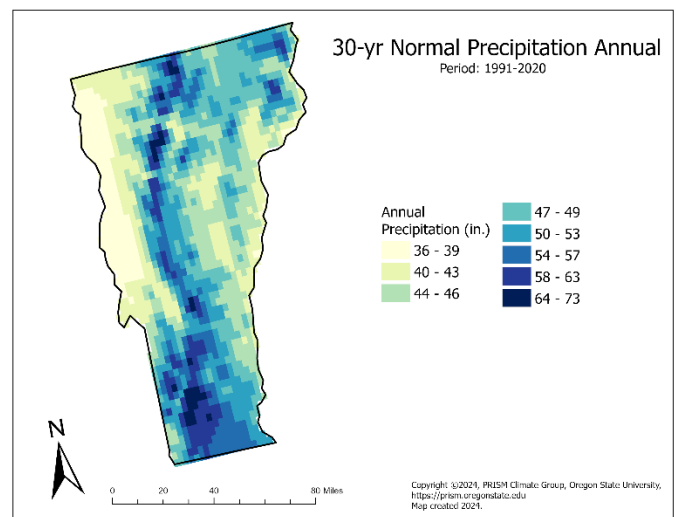 30-yr Normal Precipitation Annual
Period: 1991-2020
Annual
Precipitation (in.)
36 - 39
40 - 43
44 - 46
47 - 49
50 - 53
54 - 57
58 - 63
64 - 73
N
0 20 40 80 Miles
Copyright ©2024, PRISM Climate Group, Oregon State University,
https://prism.oregonstate.edu
Map created 2024.